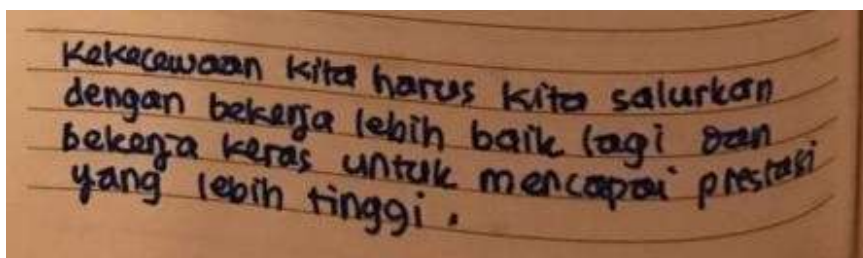 Kekecewaan kita harus kita salurkan
dengan bekerja lebih baik lagi dan
bekerja keras untuk mencapai prestasi
yang lebih tinggi.